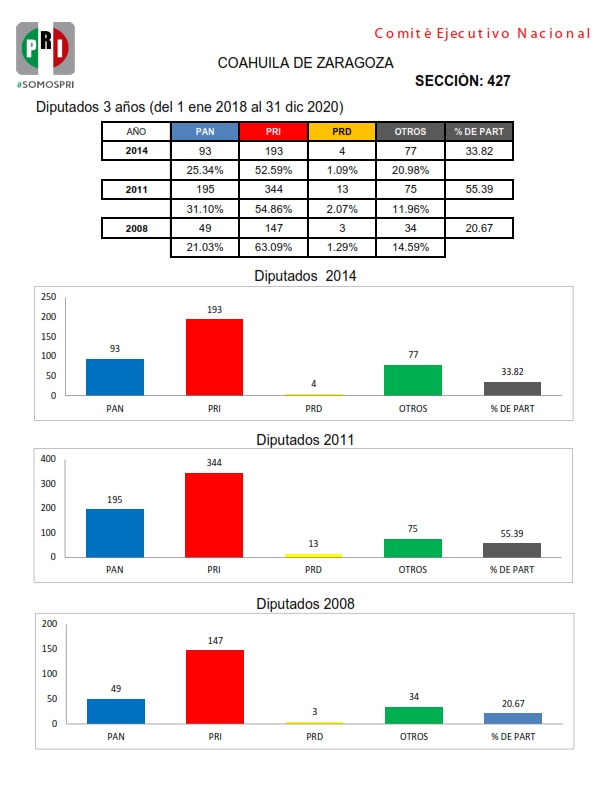 Comité Ejecutivo Nacional
PRI
#SOMOSPRI
COAHUILA DE ZARAGOZA
SECCIÓN: 427
Diputados 3 años (del 1 ene 2018 al 31 dic 2020)
AÑO PAN PRI PRD OTROS % DE PART
2014 93 193 4 77 33.82
25.34% 52.59% 1.09% 20.98%
2011 195 344 13 75 55.39
31.10% 54.86% 2.07% 11.96%
2008 49 147 3 34 20.67
21.03% 63.09% 1.29% 14.59%
Diputados 2014
250
200
150
100
50
0
93 193 4 77 33.82
PAN PRI PRD OTROS % DE PART
Diputados 2011
400
300
200
100
0
195 344 13 75 55.39
PAN PRI PRD OTROS % DE PART
Diputados 2008
200
150
100
50
0
49 147 3 34 20.67
PAN PRI PRD OTROS % DE PART